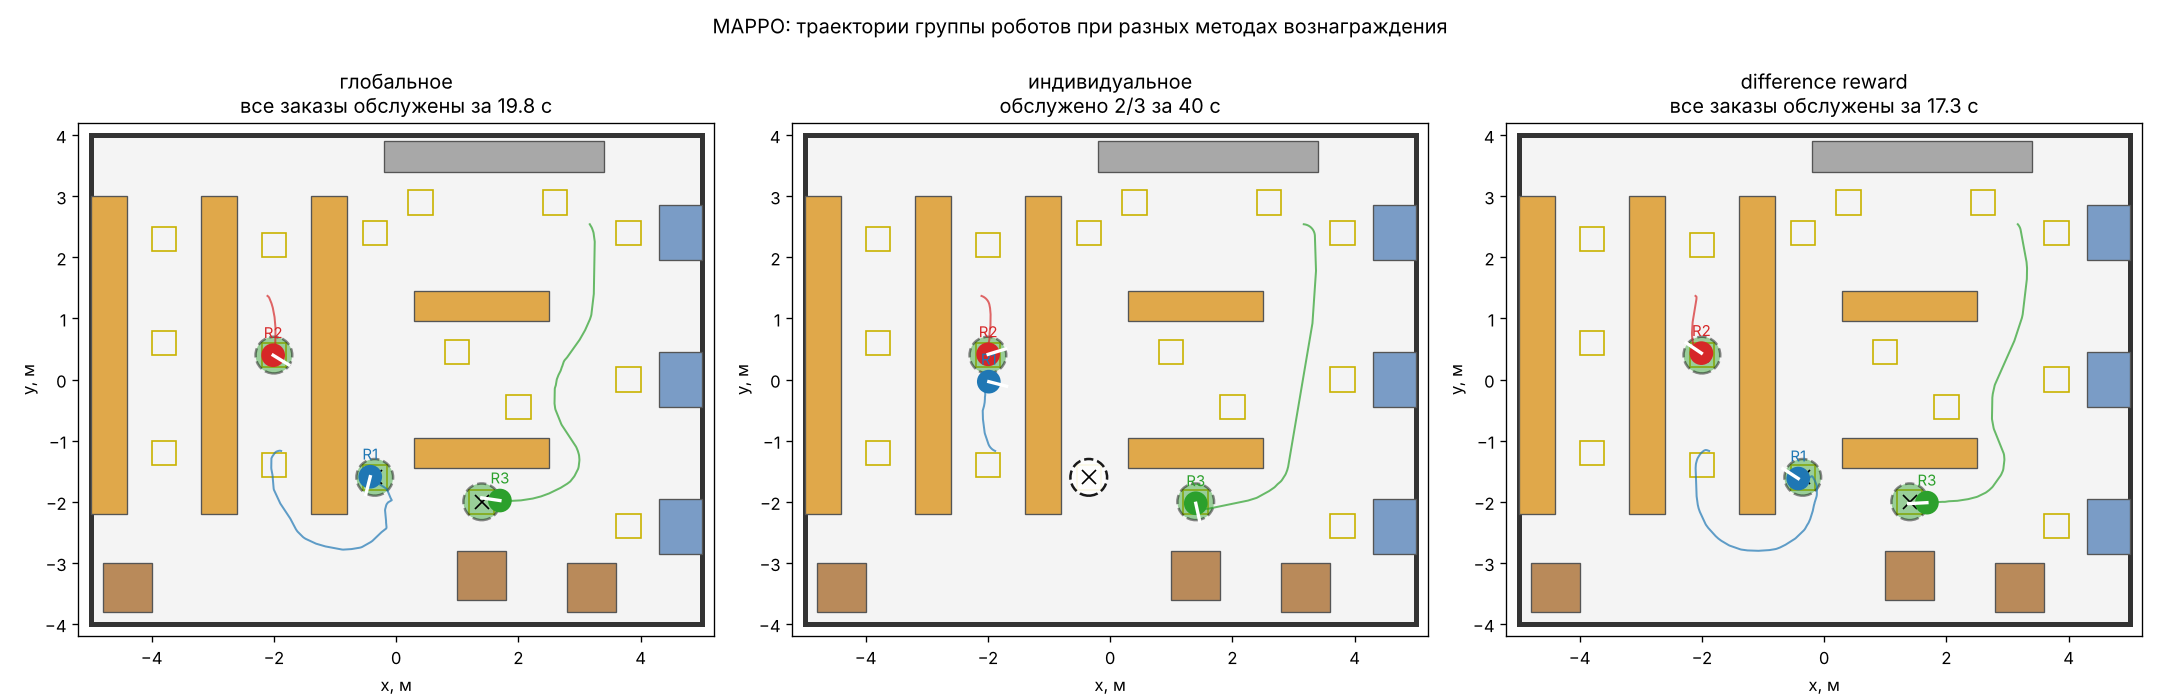 MAPPO: траектории группы роботов при разных методах вознаграждения
глобальное
все заказы обслужены за 19.8 с
4
3
2
1
0
−1
−2
−3
−4
y, м
R2
R1
R3
−4
−2
0
2
4
x, м
индивидуальное
обслужено 2/3 за 40 с
4
3
2
1
0
−1
−2
−3
−4
y, м
R2
R3
−4
−2
0
2
4
x, м
difference reward
все заказы обслужены за 17.3 с
4
3
2
1
0
−1
−2
−3
−4
y, м
R2
R1
R3
−4
−2
0
2
4
x, м